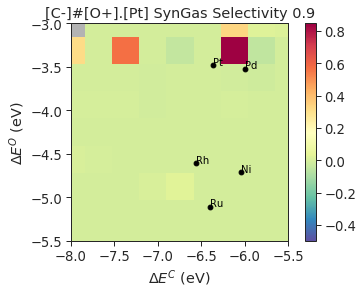 [C-]#[O+].[Pt] SynGas Selectivity 0.9
−3.0
−3.5
−4.0
−4.5
−5.0
−5.5
ΔE^O (eV)
Pt
Pd
Rh
Ni
Ru
−8.0 −7.5 −7.0 −6.5 −6.0 −5.5
ΔE^C (eV)
0.8
0.6
0.4
0.2
0.0
−0.2
−0.4